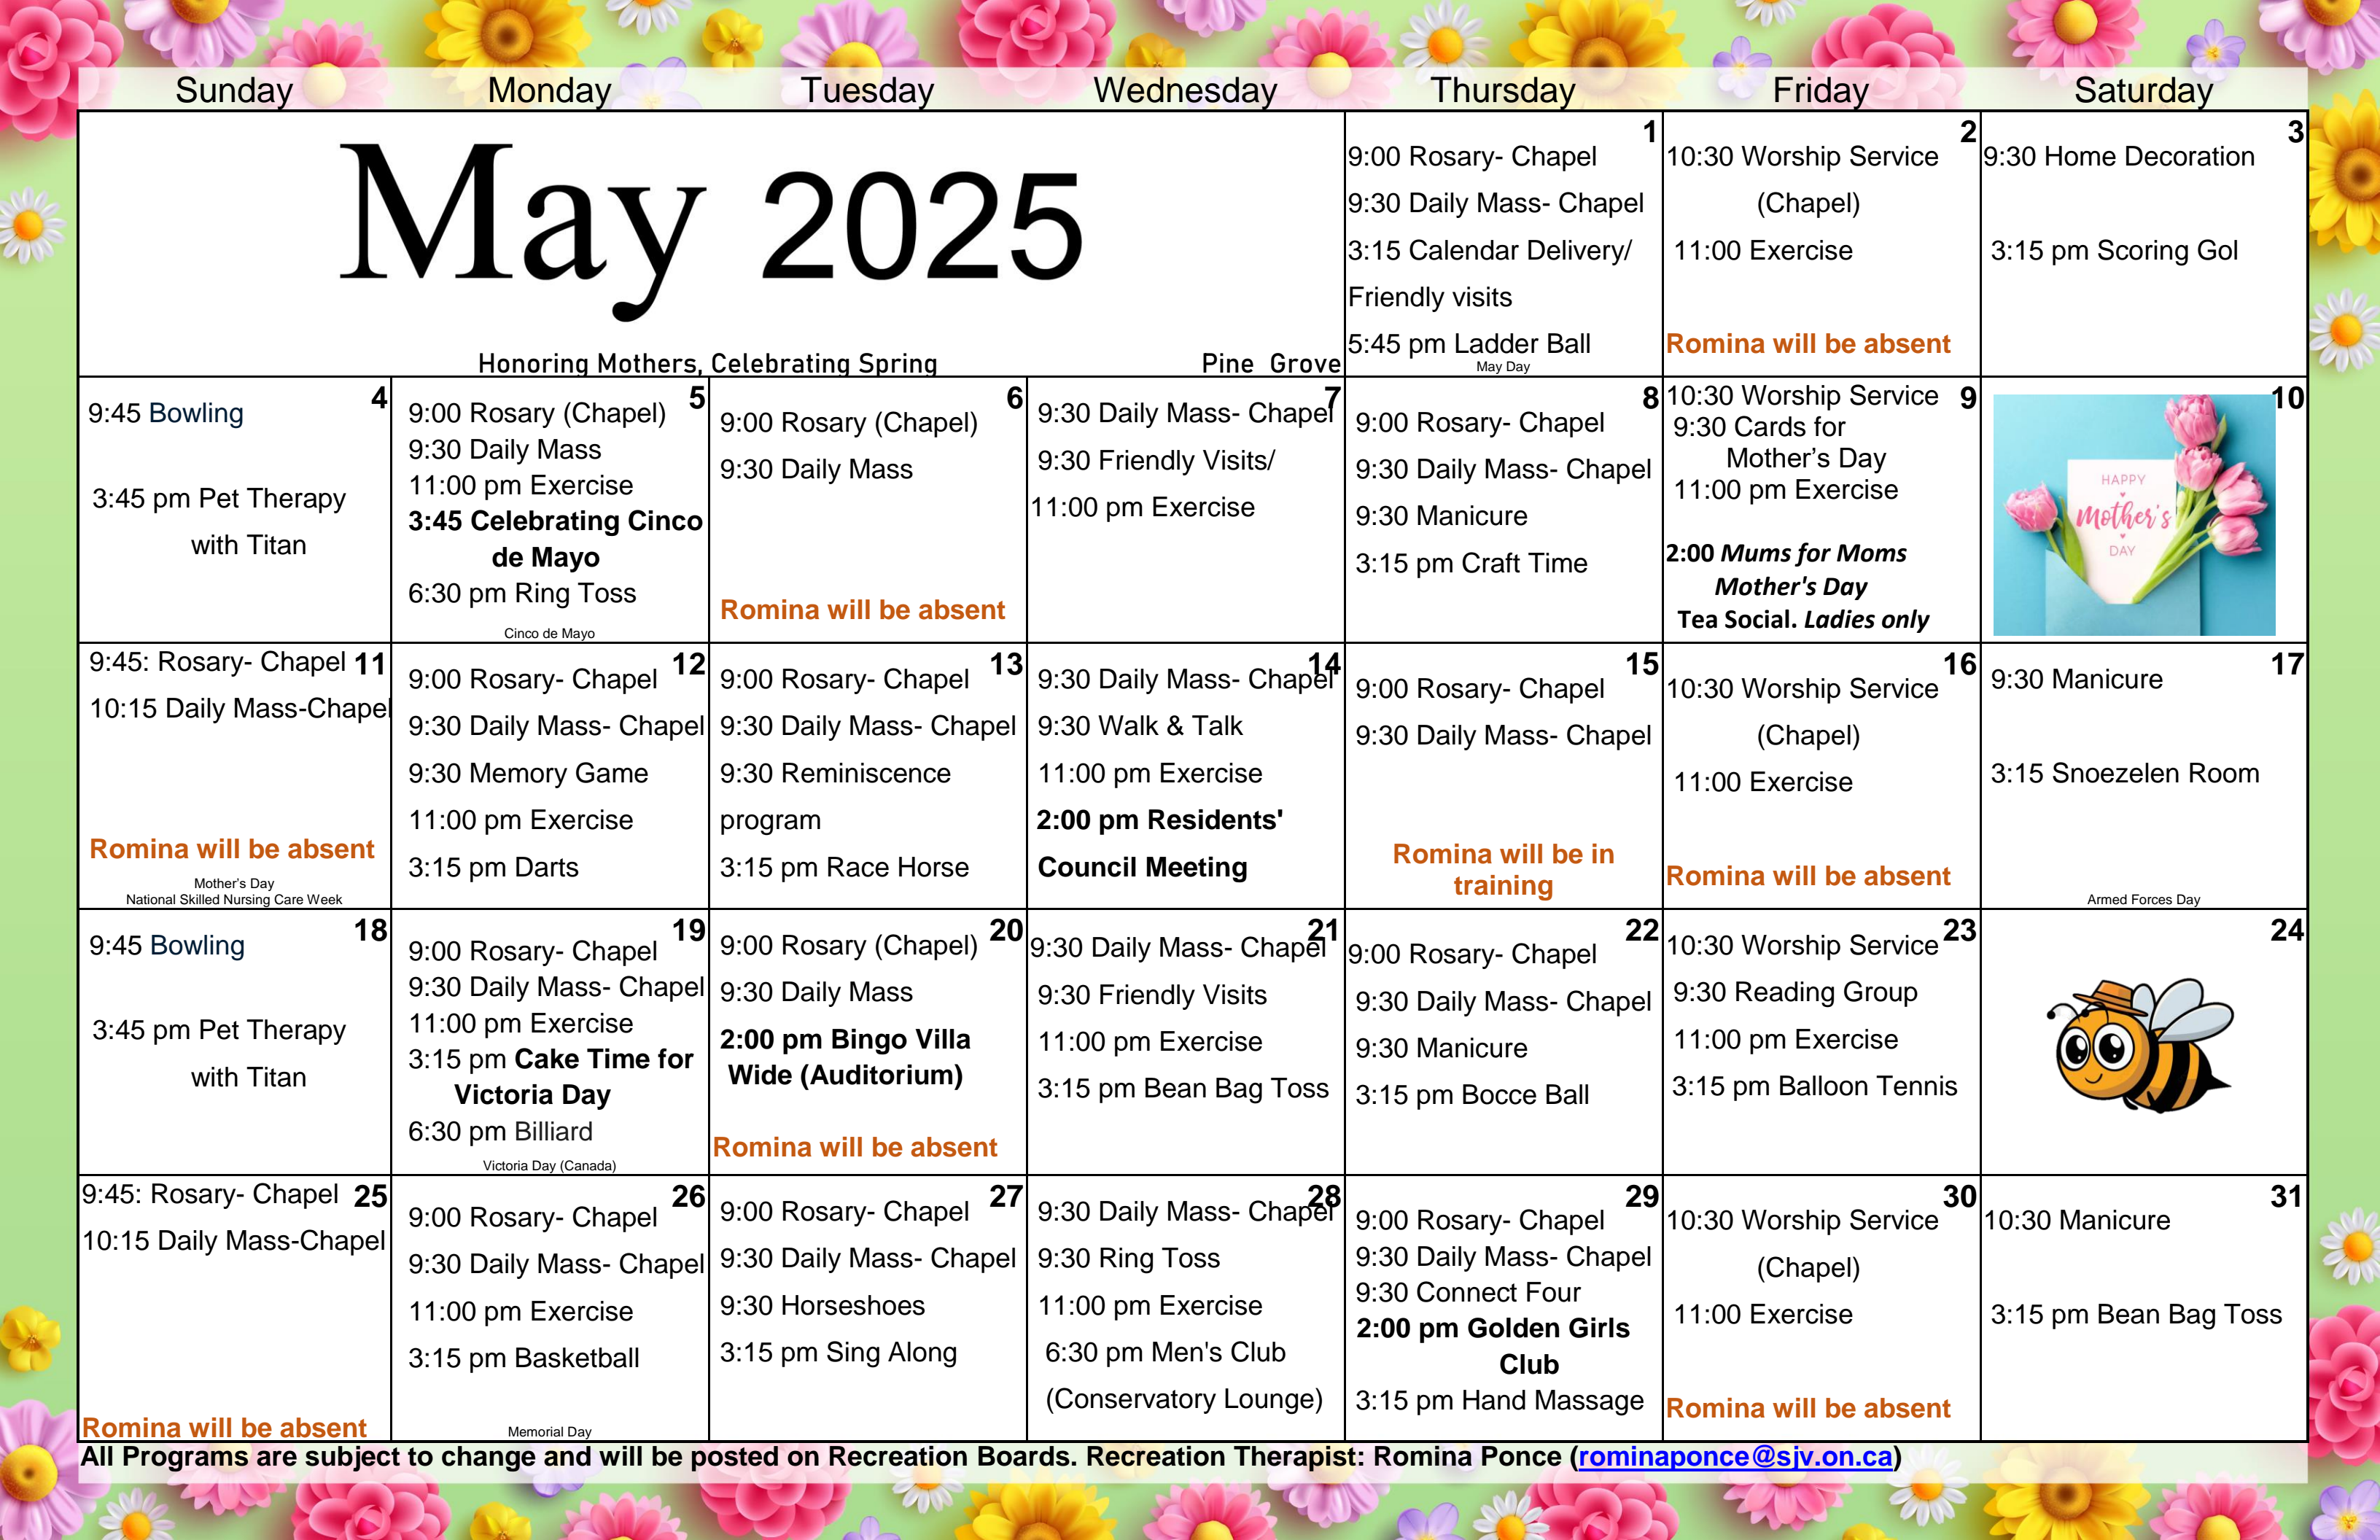 Sunday Monday Tuesday Wednesday Thursday Friday Saturday
May 2025
Honoring Mothers, Celebrating Spring Pine Grove
1
9:00 Rosary- Chapel
9:30 Daily Mass- Chapel
3:15 Calendar Delivery/
Friendly visits
5:45 pm Ladder Ball
May Day
2
10:30 Worship Service
(Chapel)
11:00 Exercise
Romina will be absent
3
9:30 Home Decoration
3:15 pm Scoring Gol
4
9:45 Bowling
3:45 pm Pet Therapy
with Titan
5
9:00 Rosary (Chapel)
9:30 Daily Mass
11:00 pm Exercise
3:45 Celebrating Cinco
de Mayo
6:30 pm Ring Toss
Cinco de Mayo
6
9:00 Rosary (Chapel)
9:30 Daily Mass
Romina will be absent
7
9:30 Daily Mass- Chapel
9:30 Friendly Visits/
11:00 pm Exercise
8
9:00 Rosary- Chapel
9:30 Daily Mass- Chapel
9:30 Manicure
3:15 pm Craft Time
9
10:30 Worship Service
9:30 Cards for
Mother's Day
11:00 pm Exercise
2:00 Mums for Moms
Mother's Day
Tea Social. Ladies only
10
HAPPY
Mother's
DAY
11
9:45: Rosary- Chapel
10:15 Daily Mass-Chapel
Romina will be absent
Mother's Day
National Skilled Nursing Care Week
12
9:00 Rosary- Chapel
9:30 Daily Mass- Chapel
9:30 Memory Game
11:00 pm Exercise
3:15 pm Darts
13
9:00 Rosary- Chapel
9:30 Daily Mass- Chapel
9:30 Reminiscence
program
3:15 pm Race Horse
14
9:30 Daily Mass- Chapel
9:30 Walk & Talk
11:00 pm Exercise
2:00 pm Residents'
Council Meeting
15
9:00 Rosary- Chapel
9:30 Daily Mass- Chapel
Romina will be in
training
16
10:30 Worship Service
(Chapel)
11:00 Exercise
Romina will be absent
17
9:30 Manicure
3:15 Snoezelen Room
Armed Forces Day
18
9:45 Bowling
3:45 pm Pet Therapy
with Titan
19
9:00 Rosary- Chapel
9:30 Daily Mass- Chapel
11:00 pm Exercise
3:15 pm Cake Time for
Victoria Day
6:30 pm Billiard
Victoria Day (Canada)
20
9:00 Rosary (Chapel)
9:30 Daily Mass
2:00 pm Bingo Villa
Wide (Auditorium)
Romina will be absent
21
9:30 Daily Mass- Chapel
9:30 Friendly Visits
11:00 pm Exercise
3:15 pm Bean Bag Toss
22
9:00 Rosary- Chapel
9:30 Daily Mass- Chapel
9:30 Manicure
3:15 pm Bocce Ball
23
10:30 Worship Service
9:30 Reading Group
11:00 pm Exercise
3:15 pm Balloon Tennis
24
25
9:45: Rosary- Chapel
10:15 Daily Mass-Chapel
Romina will be absent
26
9:00 Rosary- Chapel
9:30 Daily Mass- Chapel
11:00 pm Exercise
3:15 pm Basketball
Memorial Day
27
9:00 Rosary- Chapel
9:30 Daily Mass- Chapel
9:30 Horseshoes
3:15 pm Sing Along
28
9:30 Daily Mass- Chapel
9:30 Ring Toss
11:00 pm Exercise
6:30 pm Men's Club
(Conservatory Lounge)
29
9:00 Rosary- Chapel
9:30 Daily Mass- Chapel
9:30 Connect Four
2:00 pm Golden Girls
Club
3:15 pm Hand Massage
30
10:30 Worship Service
(Chapel)
11:00 Exercise
Romina will be absent
31
10:30 Manicure
3:15 pm Bean Bag Toss
All Programs are subject to change and will be posted on Recreation Boards. Recreation Therapist: Romina Ponce (rominaponce@sjv.on.ca)